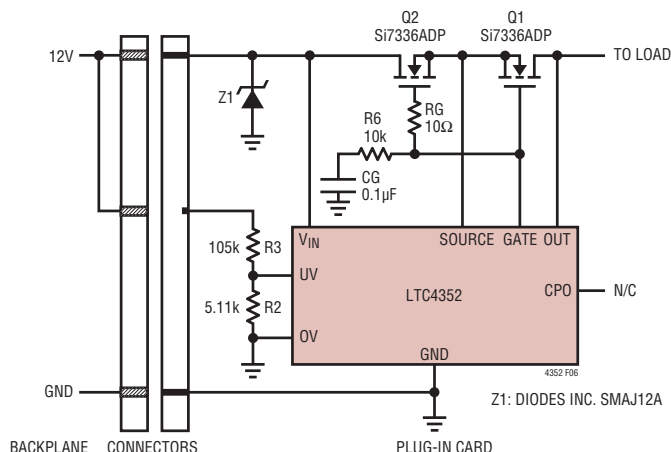 Q2
Si7336ADP
Q1
Si7336ADP
12V
TO LOAD
Z1
R6
10k
RG
10Ω
CG
0.1µF
VIN
SOURCE
GATE
OUT
105k
R3
UV
LTC4352
CPO
N/C
5.11k
R2
OV
GND
4352 F06
GND
Z1: DIODES INC. SMAJ12A
BACKPLANE
CONNECTORS
PLUG-IN CARD